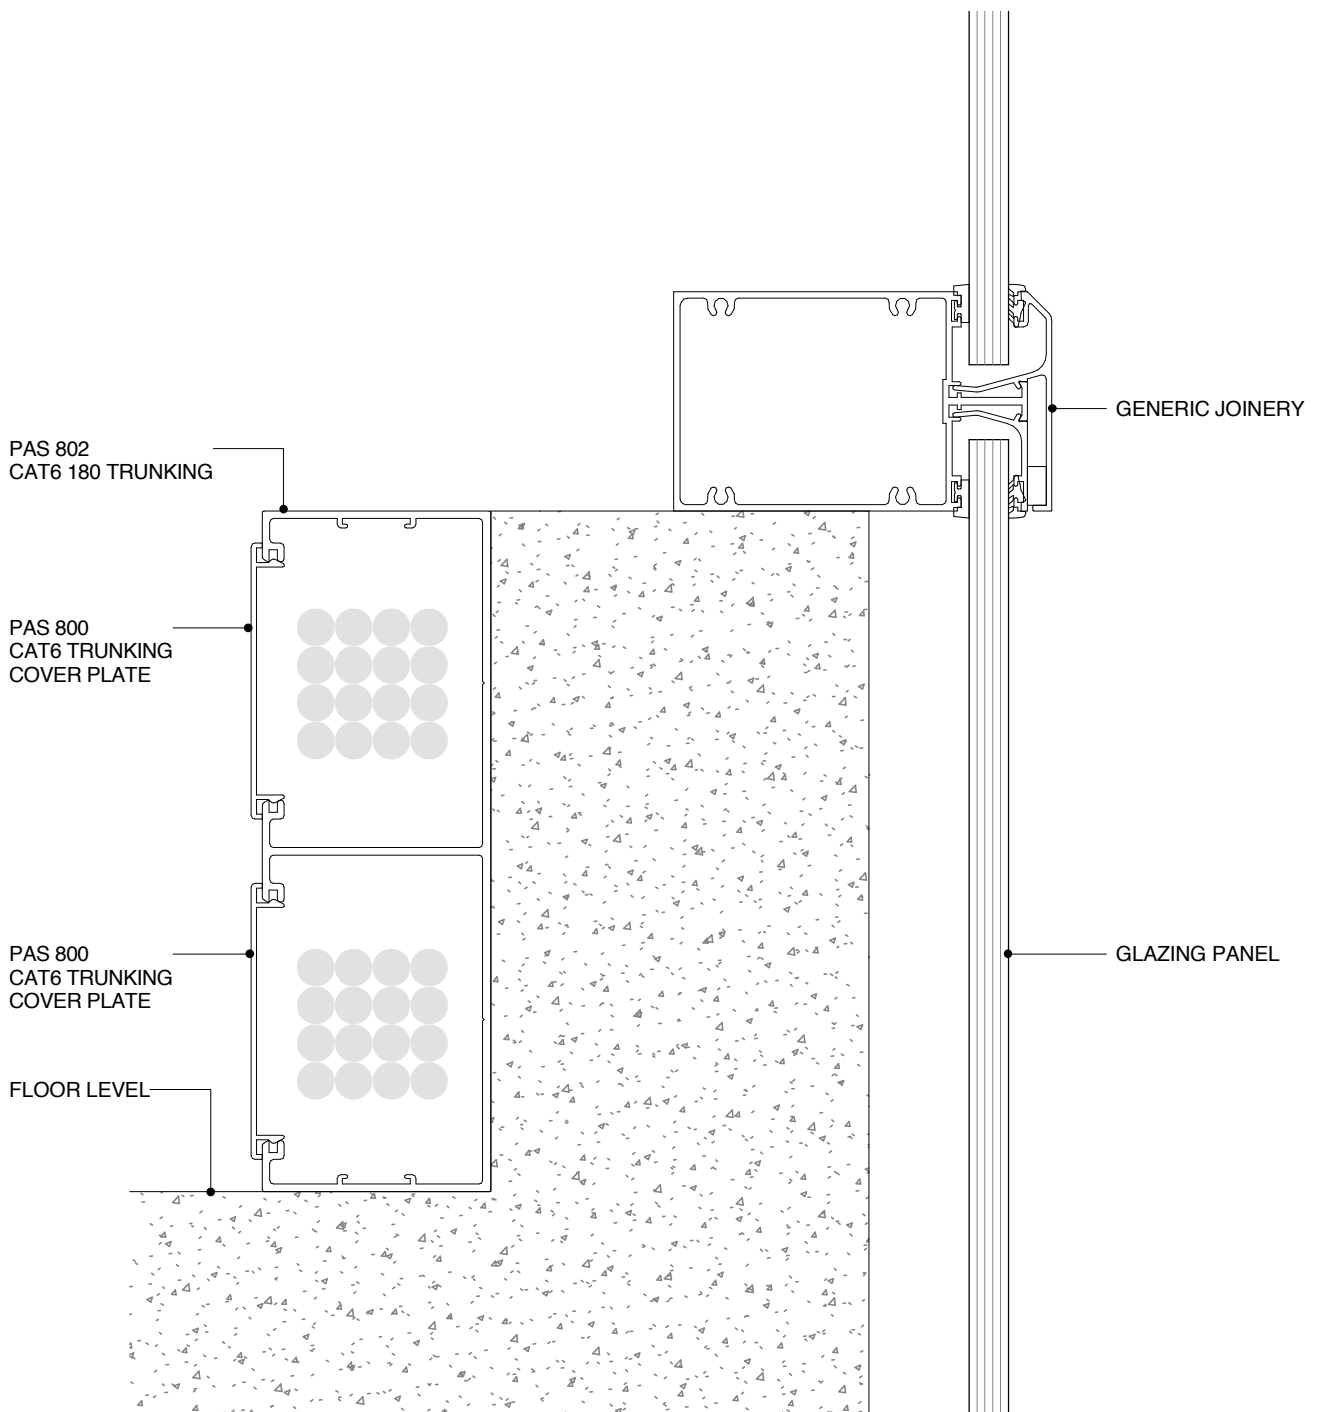 GENERIC JOINERY
PAS 802
CAT6 180 TRUNKING
PAS 800
CAT6 TRUNKING
COVER PLATE
PAS 800
CAT6 TRUNKING
COVER PLATE
GLAZING PANEL
FLOOR LEVEL